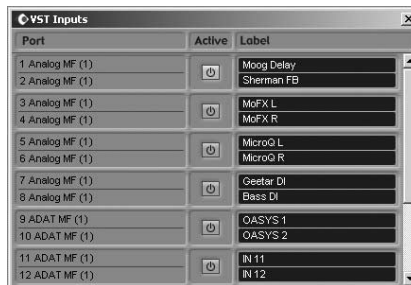 VST Inputs
Port Active Label
1 Analog MF (1) Moog Delay
2 Analog MF (1) Sherman FB
3 Analog MF (1) MoFX L
4 Analog MF (1) MoFX R
5 Analog MF (1) MicroQ L
6 Analog MF (1) MicroQ R
7 Analog MF (1) Geetar DI
8 Analog MF (1) Bass DI
9 ADAT MF (1) OASYS 1
10 ADAT MF (1) OASYS 2
11 ADAT MF (1) IN 11
12 ADAT MF (1) IN 12